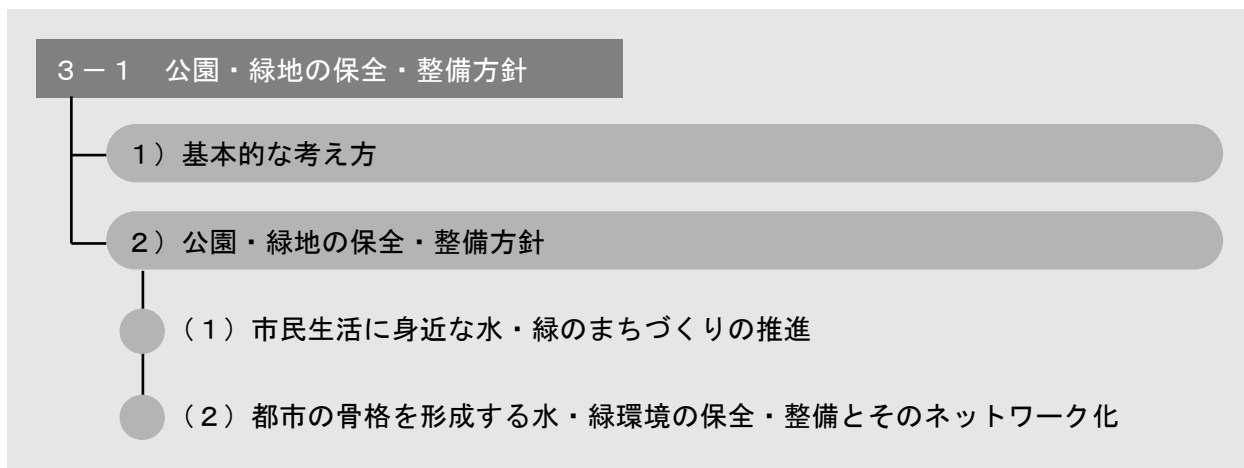 ３－１　公園・緑地の保全・整備方針
１）基本的な考え方
２）公園・緑地の保全・整備方針
（１）市民生活に身近な水・緑のまちづくりの推進
（２）都市の骨格を形成する水・緑環境の保全・整備とそのネットワーク化